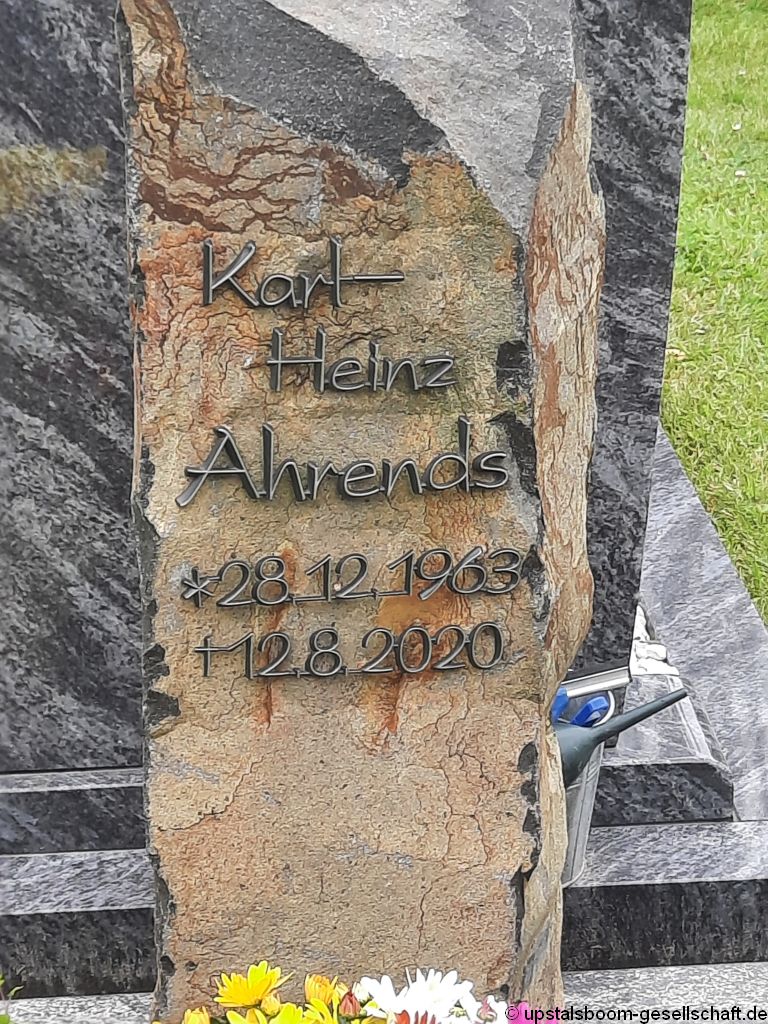 Karl-
Heinz
Ahrends
*28.12.1963
†12.8.2020
© upstalsboom-gesellschaft.de